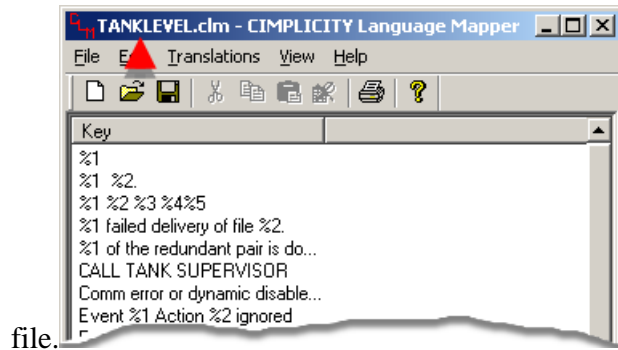 TANKLEVEL.clm - CIMPLICITY Language Mapper
File Translations View Help
Key
%1
%1 %2.
%1 %2 %3 %4%5
%1 failed delivery of file %2.
%1 of the redundant pair is do...
CALL TANK SUPERVISOR
Comm error or dynamic disable...
Event %1 Action %2 ignored
file.